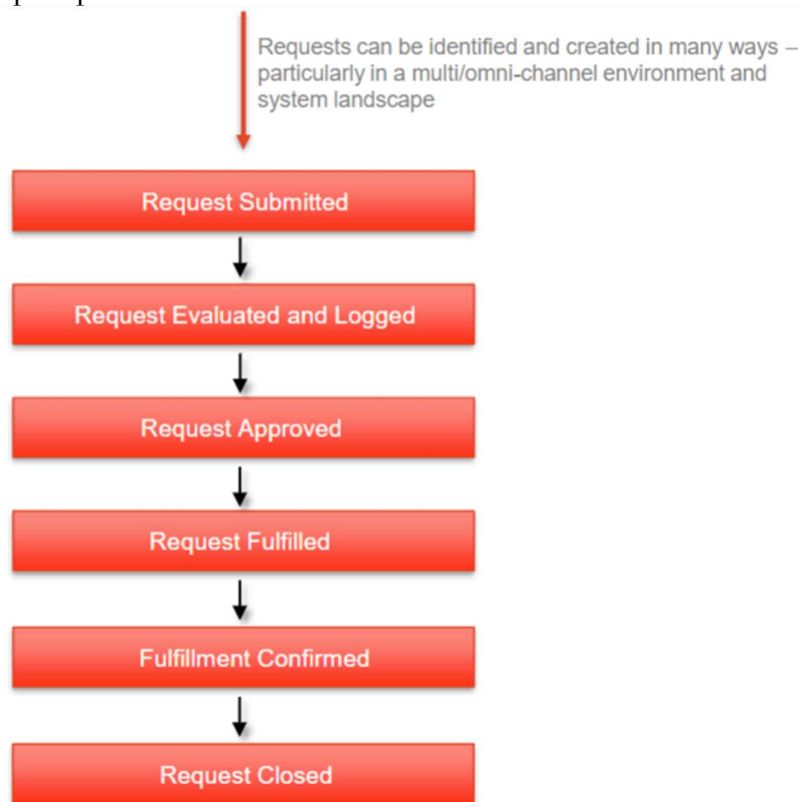 Requests can be identified and created in many ways –
particularly in a multi/omni-channel environment and
system landscape
Request Submitted
Request Evaluated and Logged
Request Approved
Request Fulfilled
Fulfillment Confirmed
Request Closed